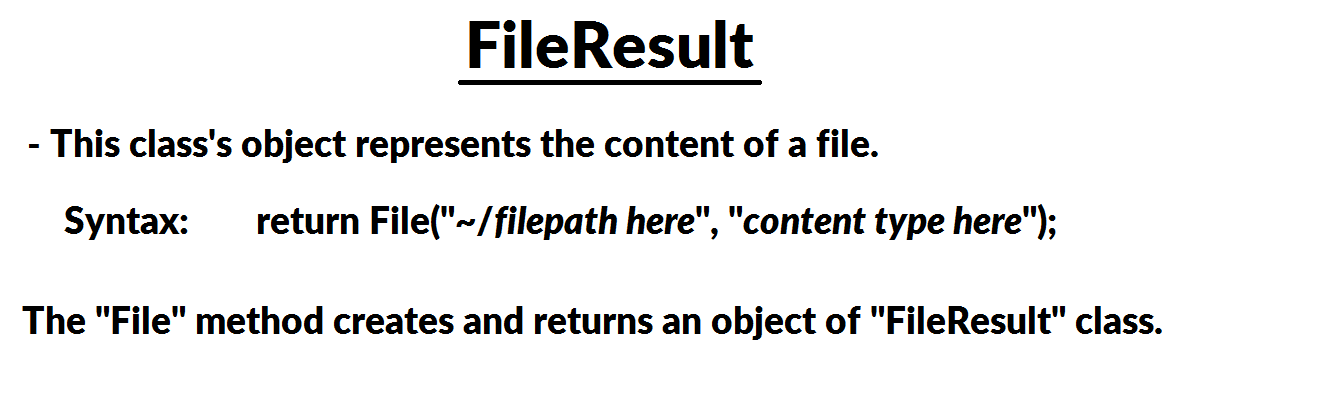 FileResult
- This class's object represents the content of a file.
Syntax: return File("~/filepath here", "content type here");
The "File" method creates and returns an object of "FileResult" class.